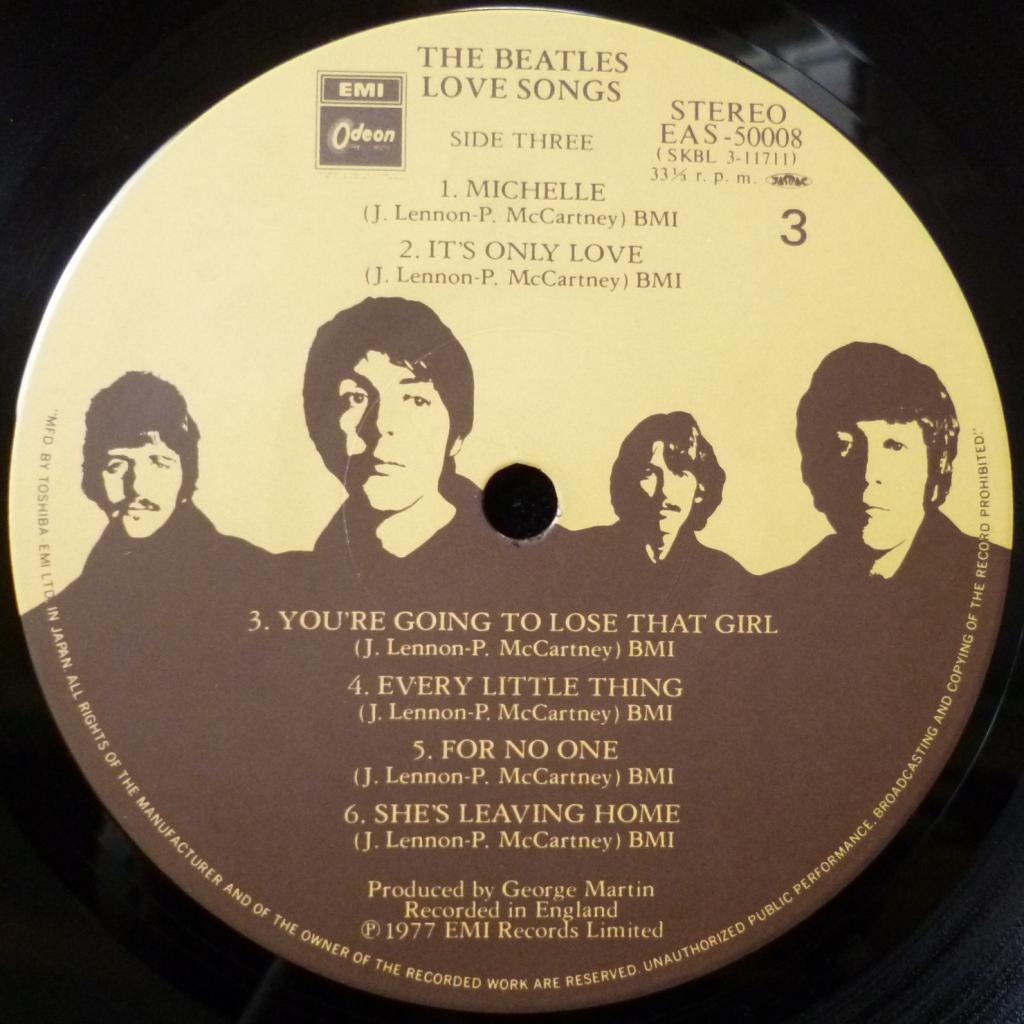 THE BEATLES
LOVE SONGS
EMI
Odeon
SIDE THREE
STEREO
EAS-50008
(SKBL 3-11711)
33⅓ r. p. m.
3
1. MICHELLE
(J. Lennon-P. McCartney) BMI
2. IT'S ONLY LOVE
(J. Lennon-P. McCartney) BMI
3. YOU'RE GOING TO LOSE THAT GIRL
(J. Lennon-P. McCartney) BMI
4. EVERY LITTLE THING
(J. Lennon-P. McCartney) BMI
5. FOR NO ONE
(J. Lennon-P. McCartney) BMI
6. SHE'S LEAVING HOME
(J. Lennon-P. McCartney) BMI
Produced by George Martin
Recorded in England
℗ 1977 EMI Records Limited
"MFD. BY TOSHIBA-EMI LTD. IN JAPAN. ALL RIGHTS OF THE MANUFACTURER AND OF THE OWNER OF THE RECORDED WORK ARE RESERVED. UNAUTHORIZED PUBLIC PERFORMANCE, BROADCASTING AND COPYING OF THE RECORD PROHIBITED."